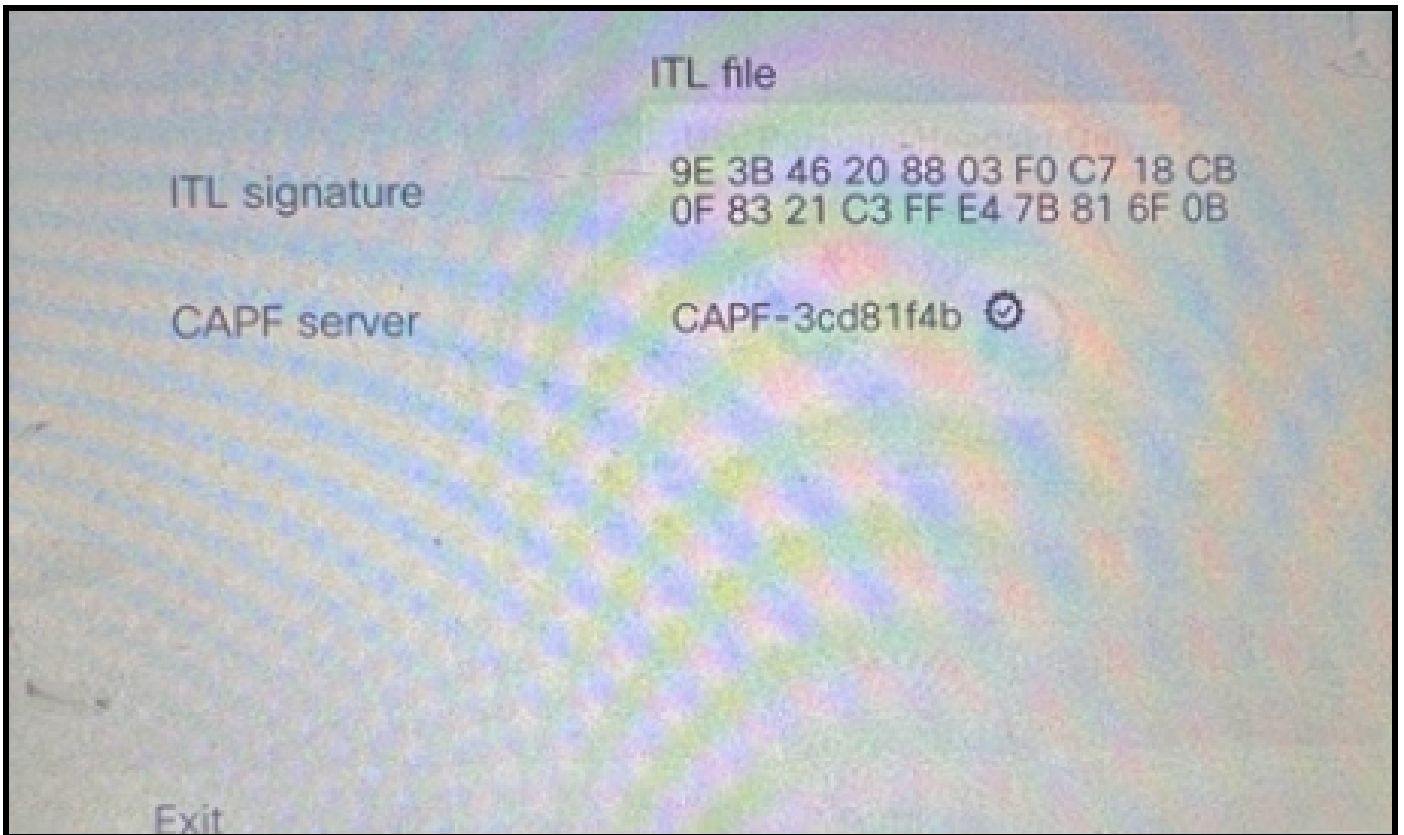 ITL file
ITL signature
9E 3B 46 20 88 03 F0 C7 18 CB
0F 83 21 C3 FF E4 7B 81 6F 0B
CAPF server
CAPF-3cd81f4b
Exit